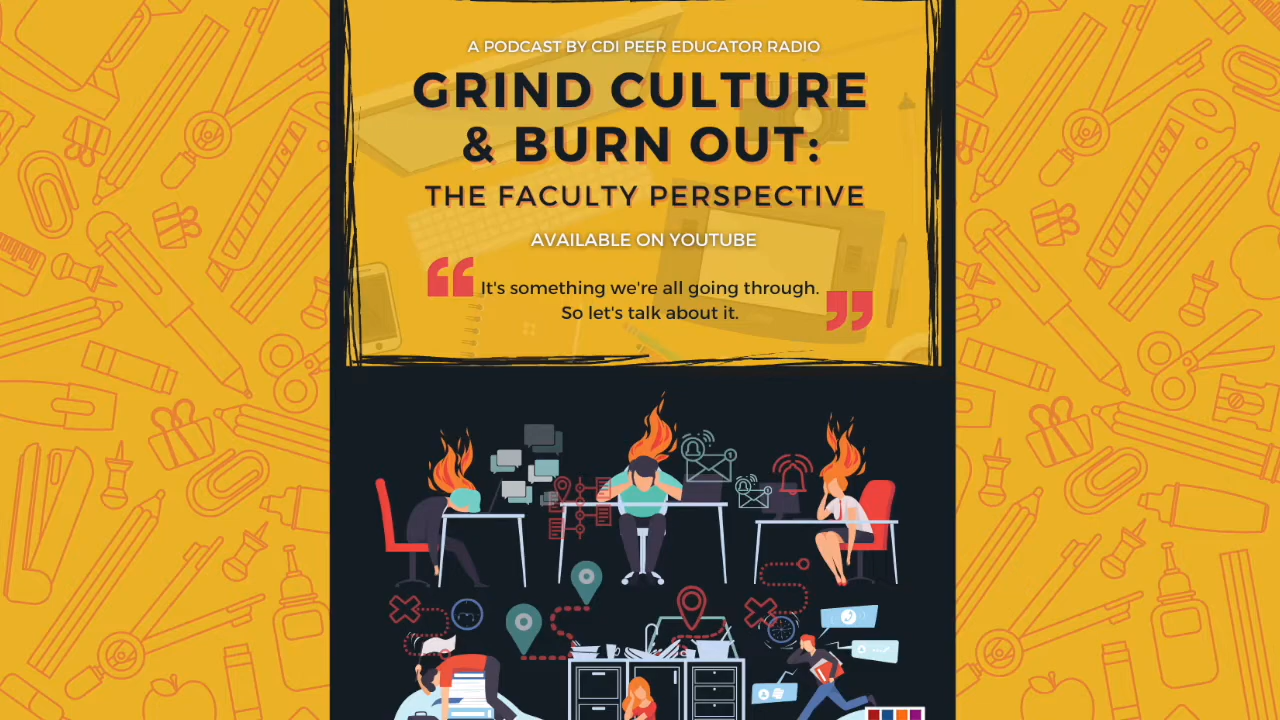 A PODCAST BY CDI PEER EDUCATOR RADIO
GRIND CULTURE
& BURN OUT:
THE FACULTY PERSPECTIVE
AVAILABLE ON YOUTUBE
“It's something we're all going through.
So let's talk about it.”